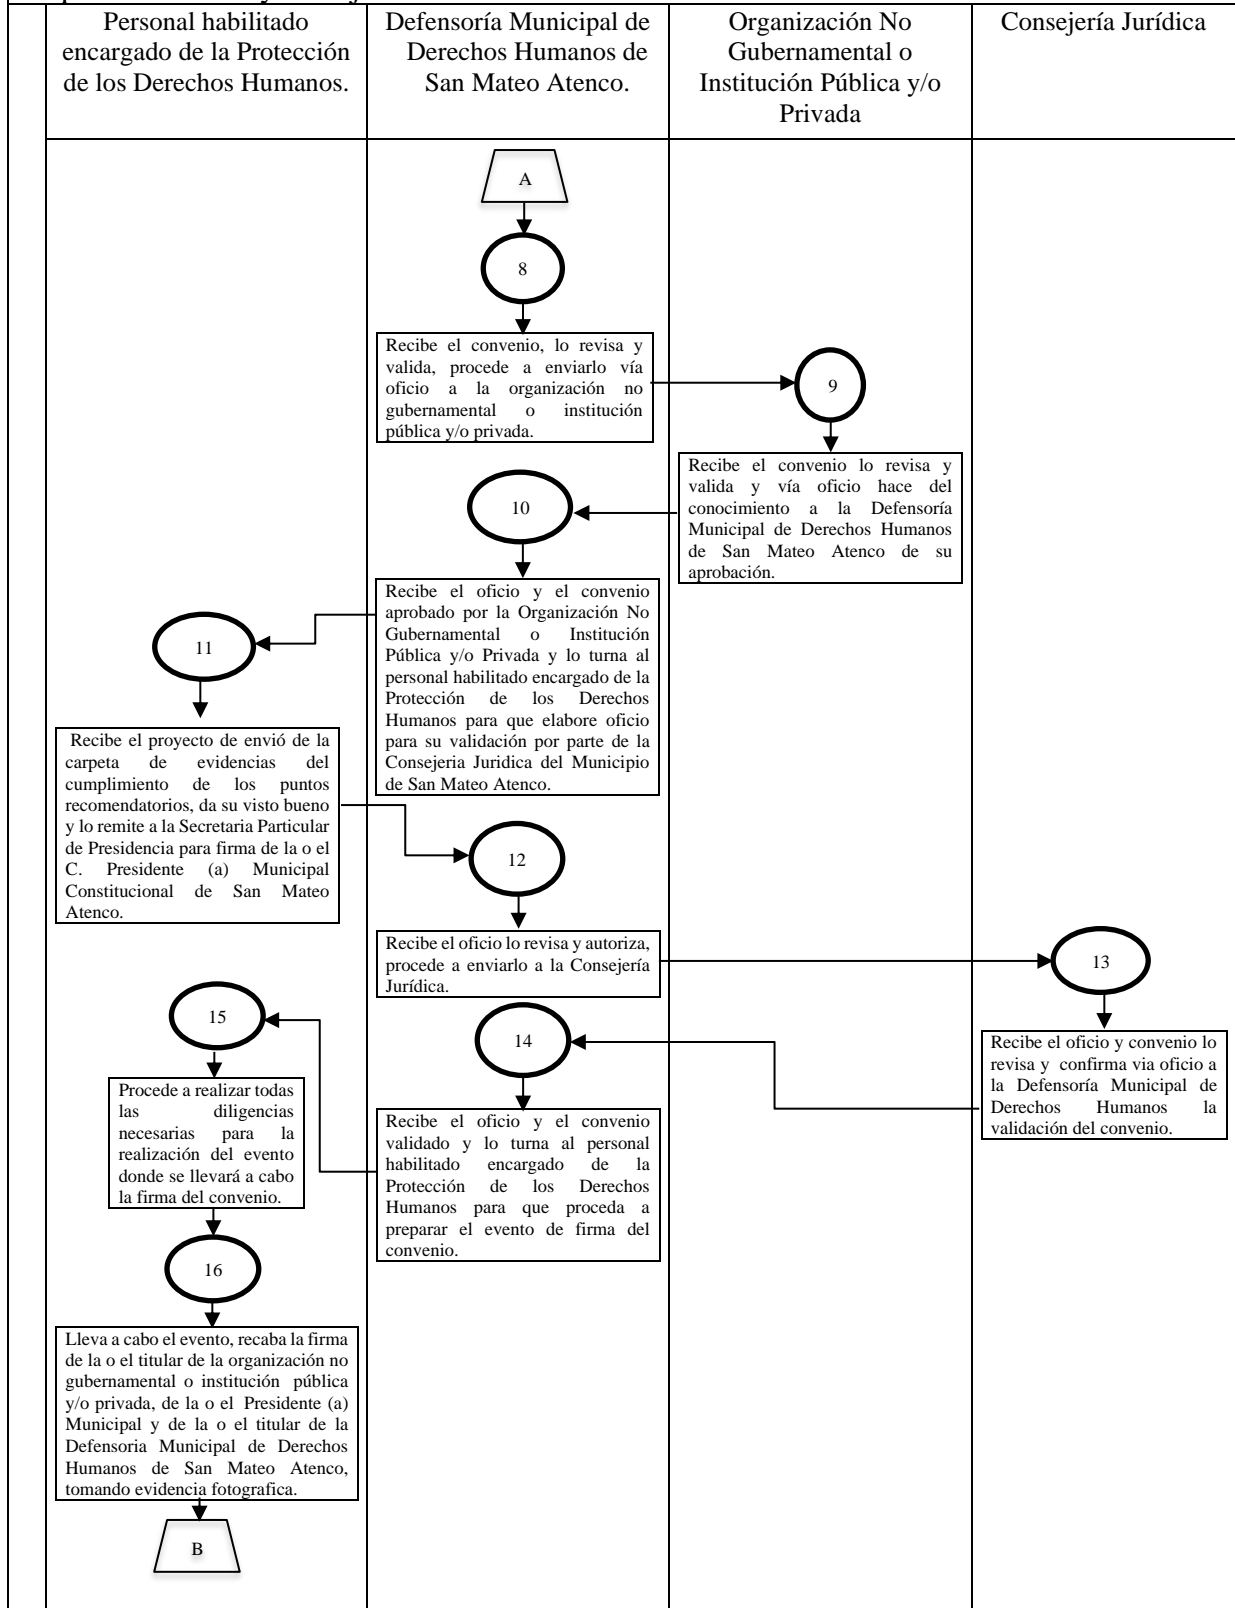 Personal habilitado
encargado de la Protección
de los Derechos Humanos.
Defensoría Municipal de
Derechos Humanos de
San Mateo Atenco.
Organización No
Gubernamental o
Institución Pública y/o
Privada
Consejería Jurídica
A
8
Recibe el convenio, lo revisa y
valida, procede a enviarlo vía
oficio a la organización no
gubernamental o institución
pública y/o privada.
9
Recibe el convenio lo revisa y
valida y vía oficio hace del
conocimiento a la Defensoría
Municipal de Derechos Humanos
de San Mateo Atenco de su
aprobación.
10
Recibe el oficio y el convenio
aprobado por la Organización No
Gubernamental o Institución
Pública y/o Privada y lo turna al
personal habilitado encargado de la
Protección de los Derechos
Humanos para que elabore oficio
para su validación por parte de la
Consejeria Juridica del Municipio
de San Mateo Atenco.
11
Recibe el proyecto de envió de la
carpeta de evidencias del
cumplimiento de los puntos
recomendatorios, da su visto bueno
y lo remite a la Secretaria Particular
de Presidencia para firma de la o el
C. Presidente (a) Municipal
Constitucional de San Mateo
Atenco.
12
Recibe el oficio lo revisa y autoriza,
procede a enviarlo a la Consejería
Jurídica.
13
Recibe el oficio y convenio lo
revisa y confirma via oficio a
la Defensoría Municipal de
Derechos Humanos la
validación del convenio.
14
Recibe el oficio y el convenio
validado y lo turna al personal
habilitado encargado de la
Protección de los Derechos
Humanos para que proceda a
preparar el evento de firma del
convenio.
15
Procede a realizar todas
las diligencias
necesarias para la
realización del evento
donde se llevará a cabo
la firma del convenio.
16
Lleva a cabo el evento, recaba la firma
de la o el titular de la organización no
gubernamental o institución pública
y/o privada, de la o el Presidente (a)
Municipal y de la o el titular de la
Defensoria Municipal de Derechos
Humanos de San Mateo Atenco,
tomando evidencia fotografica.
B